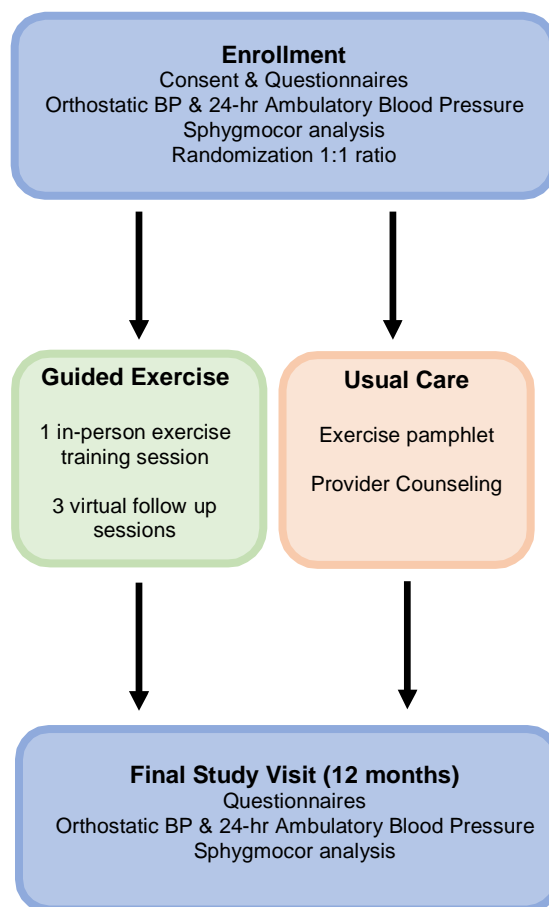 Enrollment
Consent & Questionnaires
Orthostatic BP & 24-hr Ambulatory Blood Pressure
Sphygmocor analysis
Randomization 1:1 ratio
Guided Exercise
1 in-person exercise
training session
3 virtual follow up
sessions
Usual Care
Exercise pamphlet
Provider Counseling
Final Study Visit (12 months)
Questionnaires
Orthostatic BP & 24-hr Ambulatory Blood Pressure
Sphygmocor analysis